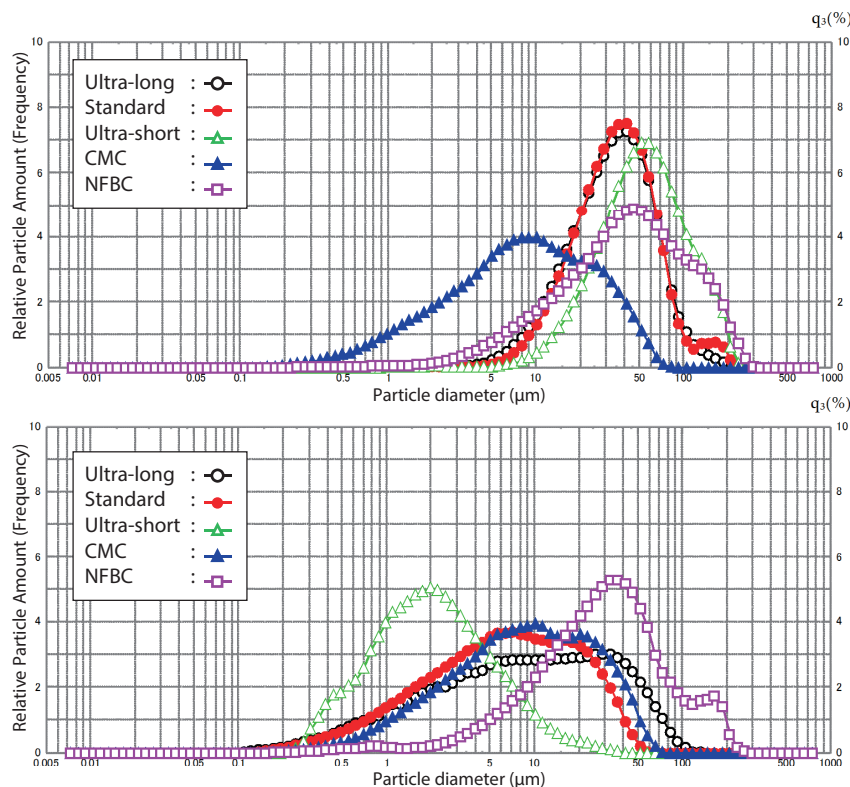 q3(%)
Relative Particle Amount (Frequency)
10
8
6
4
2
0
Ultra-long :
Standard :
Ultra-short :
CMC :
NFBC :
10
8
6
4
2
0
0.005 0.01 0.05 0.1 0.5 1 5 10 50 100 500 1000
Particle diameter (μm)
q3(%)
Relative Particle Amount (Frequency)
10
8
6
4
2
0
Ultra-long :
Standard :
Ultra-short :
CMC :
NFBC :
10
8
6
4
2
0
0.005 0.01 0.05 0.1 0.5 1 5 10 50 100 500 1000
Particle diameter (μm)